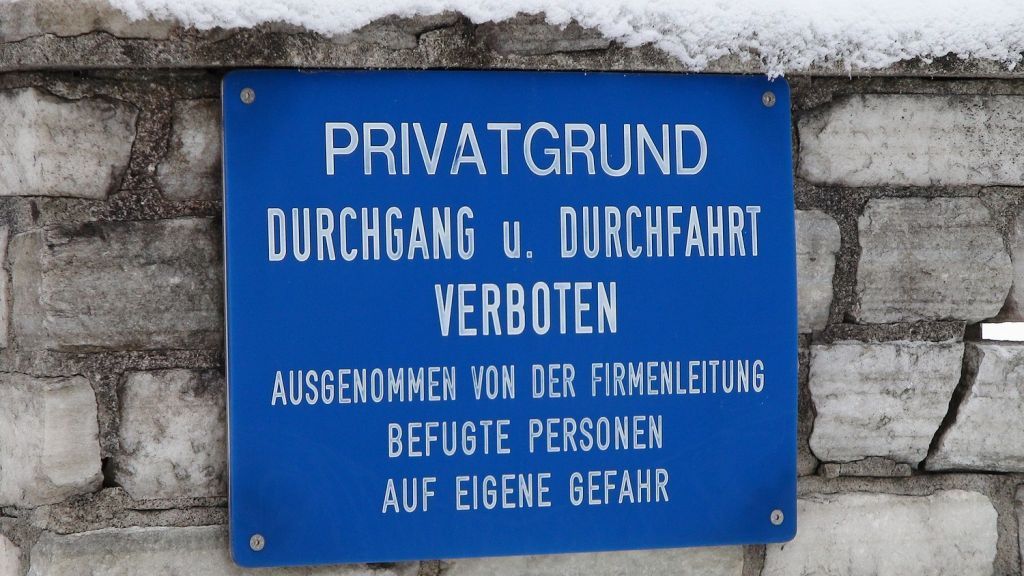 PRIVATGRUND
DURCHGANG u. DURCHFAHRT
VERBOTEN
AUSGENOMMEN VON DER FIRMENLEITUNG
BEFUGTE PERSONEN
AUF EIGENE GEFAHR